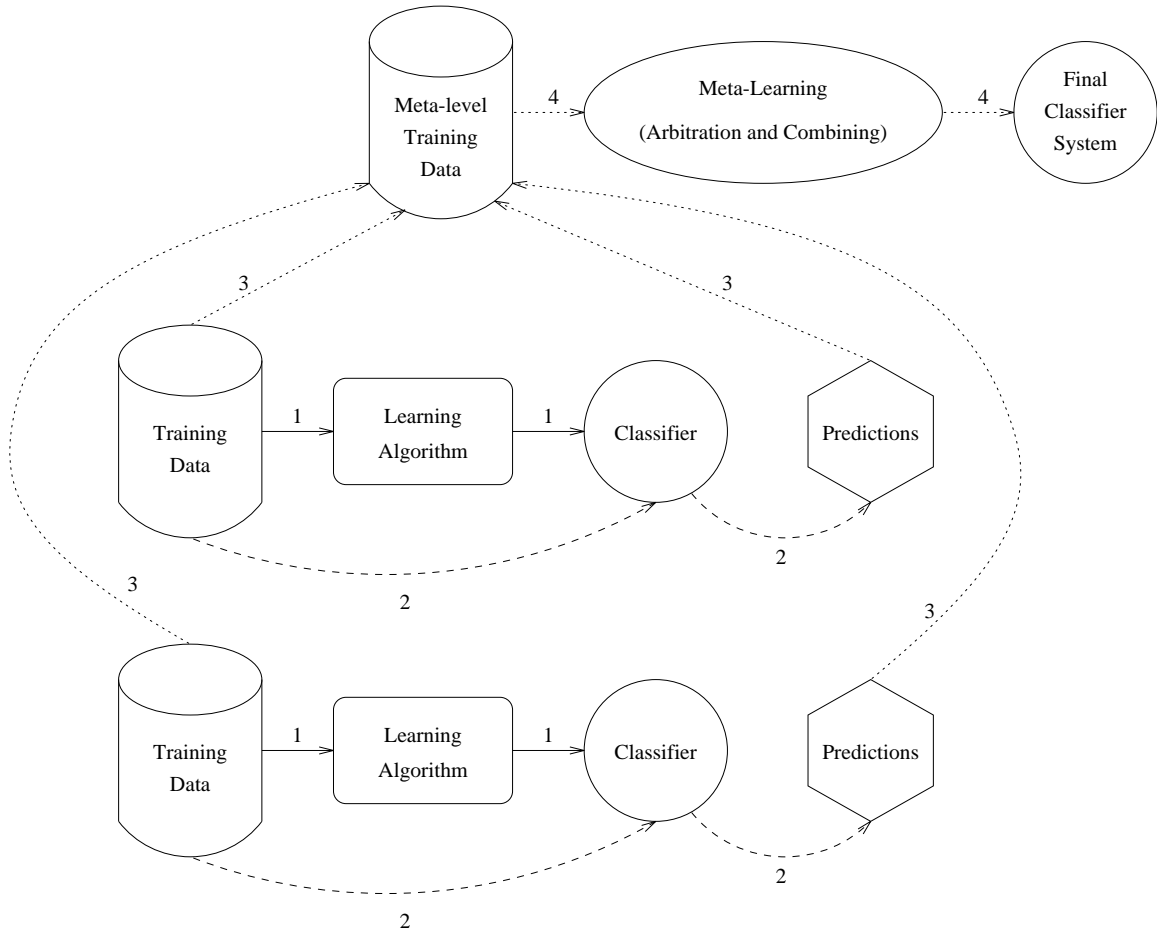 Meta-level
Training
Data
4
Meta-Learning
(Arbitration and Combining)
4
Final
Classifier
System
3
3
Training
Data
1
Learning
Algorithm
1
Classifier
Predictions
2
2
3
3
Training
Data
1
Learning
Algorithm
1
Classifier
Predictions
2
2